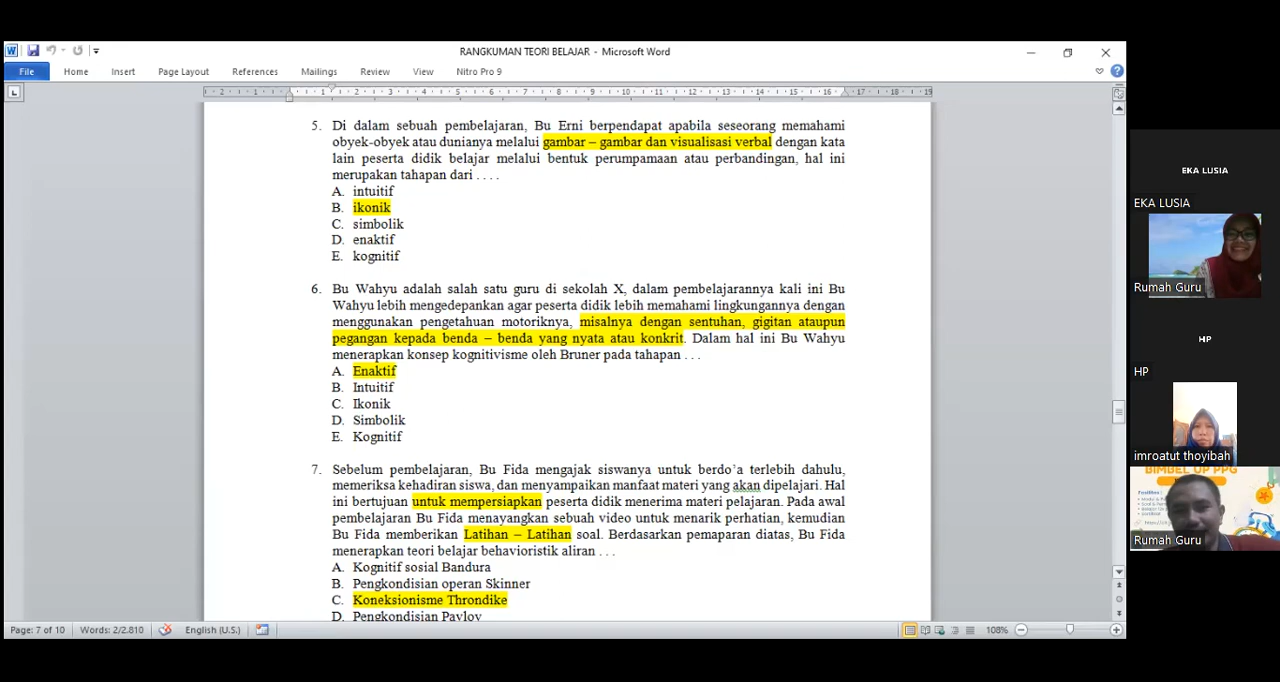 RANGKUMAN TEORI BELAJAR - Microsoft Word
File Home Insert Page Layout References Mailings Review View Nitro Pro 9
5. Di dalam sebuah pembelajaran, Bu Erni berpendapat apabila seseorang memahami
obyek-obyek atau dunianya melalui gambar – gambar dan visualisasi verbal dengan kata
lain peserta didik belajar melalui bentuk perumpamaan atau perbandingan, hal ini
merupakan tahapan dari . . . .
A. intuitif
B. ikonik
C. simbolik
D. enaktif
E. kognitif
6. Bu Wahyu adalah salah satu guru di sekolah X, dalam pembelajarannya kali ini Bu
Wahyu lebih mengedepankan agar peserta didik lebih memahami lingkungannya dengan
menggunakan pengetahuan motoriknya, misalnya dengan sentuhan, gigitan ataupun
pegangan kepada benda – benda yang nyata atau konkrit. Dalam hal ini Bu Wahyu
menerapkan konsep kognitivisme oleh Bruner pada tahapan . . .
A. Enaktif
B. Intuitif
C. Ikonik
D. Simbolik
E. Kognitif
7. Sebelum pembelajaran, Bu Fida mengajak siswanya untuk berdo’a terlebih dahulu,
memeriksa kehadiran siswa, dan menyampaikan manfaat materi yang akan dipelajari. Hal
ini bertujuan untuk mempersiapkan peserta didik menerima materi pelajaran. Pada awal
pembelajaran Bu Fida menayangkan sebuah video untuk menarik perhatian, kemudian
Bu Fida memberikan Latihan – Latihan soal. Berdasarkan pemaparan diatas, Bu Fida
menerapkan teori belajar behavioristik aliran . . .
A. Kognitif sosial Bandura
B. Pengkondisian operan Skinner
C. Koneksionisme Throndike
D. Pengkondisian Pavlov
Page: 7 of 10 Words: 2/2.810 English (U.S.) 108%
EKA LUSIA
EKA LUSIA
Rumah Guru
HP
HP
imroatut thoyibah
BIMBEL UP PPG
Rumah Guru